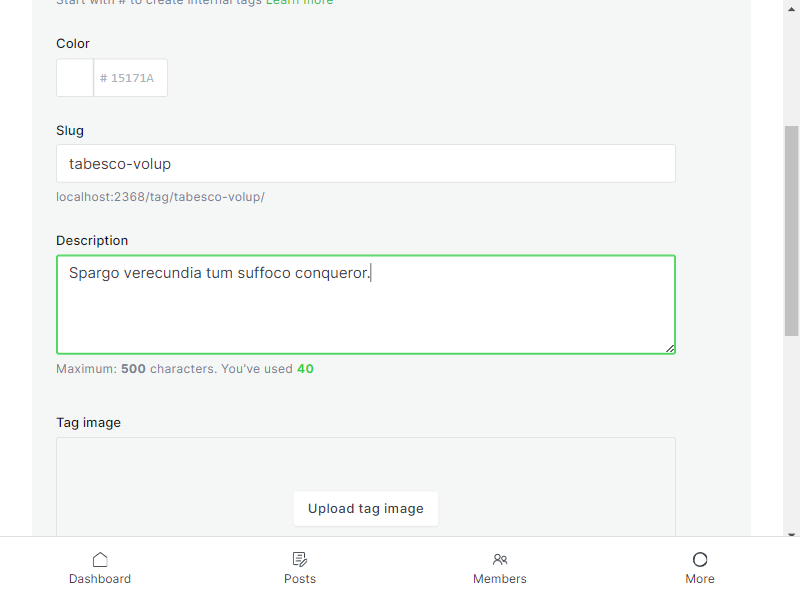 Start with # to create internal tags Learn more
Color
# 15171A
Slug
tabesco-volup
localhost:2368/tag/tabesco-volup/
Description
Spargo verecundia tum suffoco conqueror.
Maximum: 500 characters. You've used 40
Tag image
Upload tag image
Dashboard
Posts
Members
More